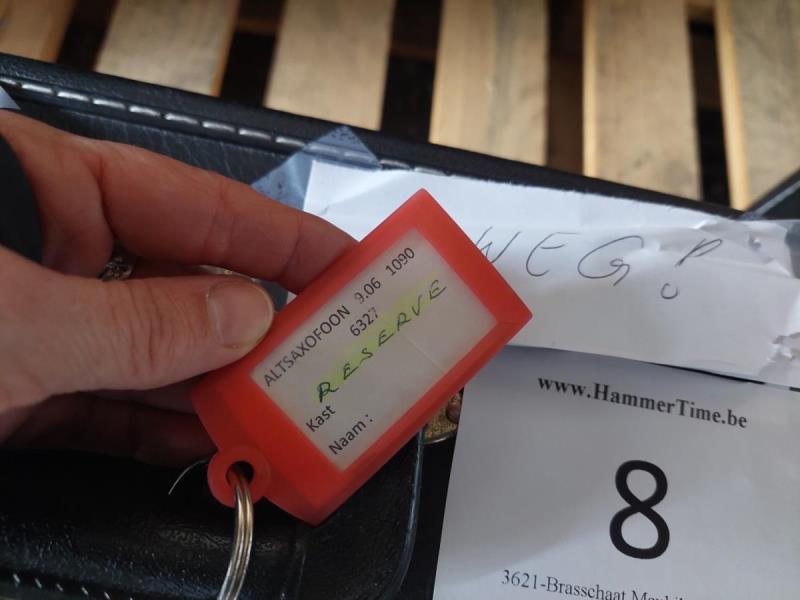 WEG!
ALTSAXOFOON 9.06 1090
6327
RESERVE
Kast
Naam :
www.HammerTime.be
8
3621-Brasschaat